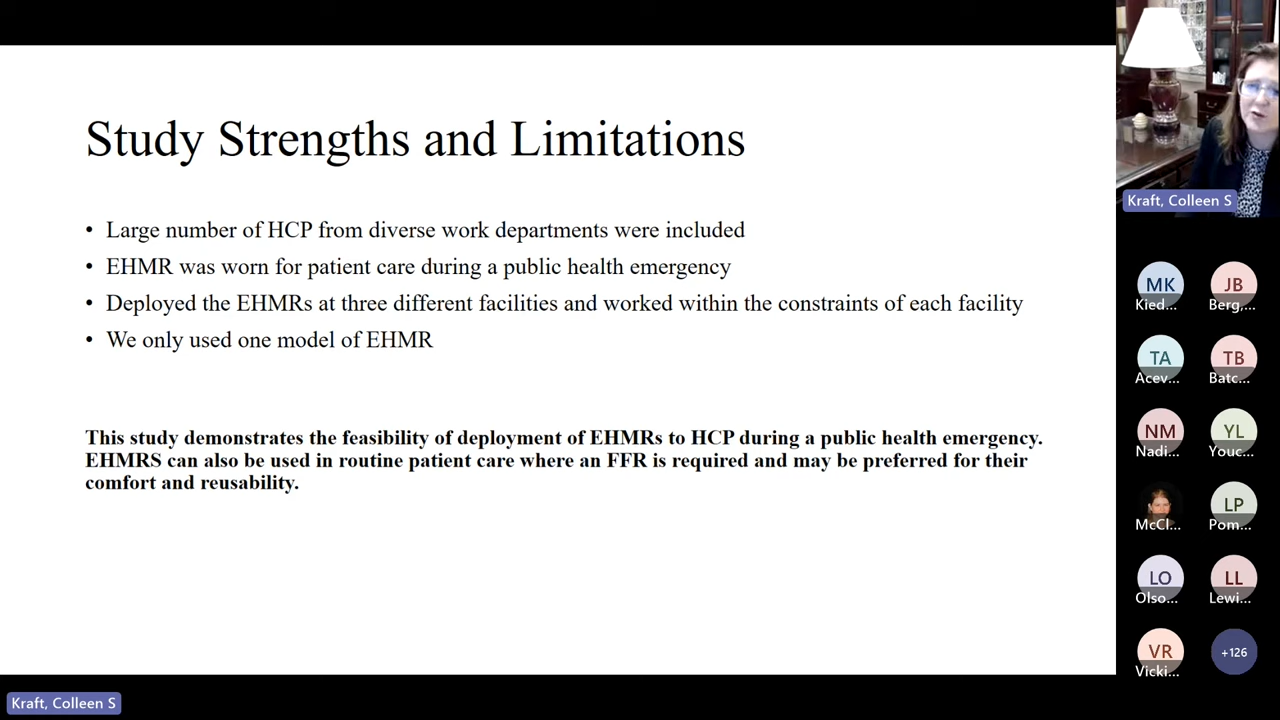 Study Strengths and Limitations
• Large number of HCP from diverse work departments were included
• EHMR was worn for patient care during a public health emergency
• Deployed the EHMRs at three different facilities and worked within the constraints of each facility
• We only used one model of EHMR
This study demonstrates the feasibility of deployment of EHMRs to HCP during a public health emergency.
EHMRS can also be used in routine patient care where an FFR is required and may be preferred for their
comfort and reusability.
Kraft, Colleen S
MK
JB
Kied...
Berg,...
TA
TB
Acev...
Batc...
NM
YL
Nadi...
Youc...
LP
McCl...
Pom...
LO
LL
Olso...
Lewi...
VR
+126
Vicki...
Kraft, Colleen S